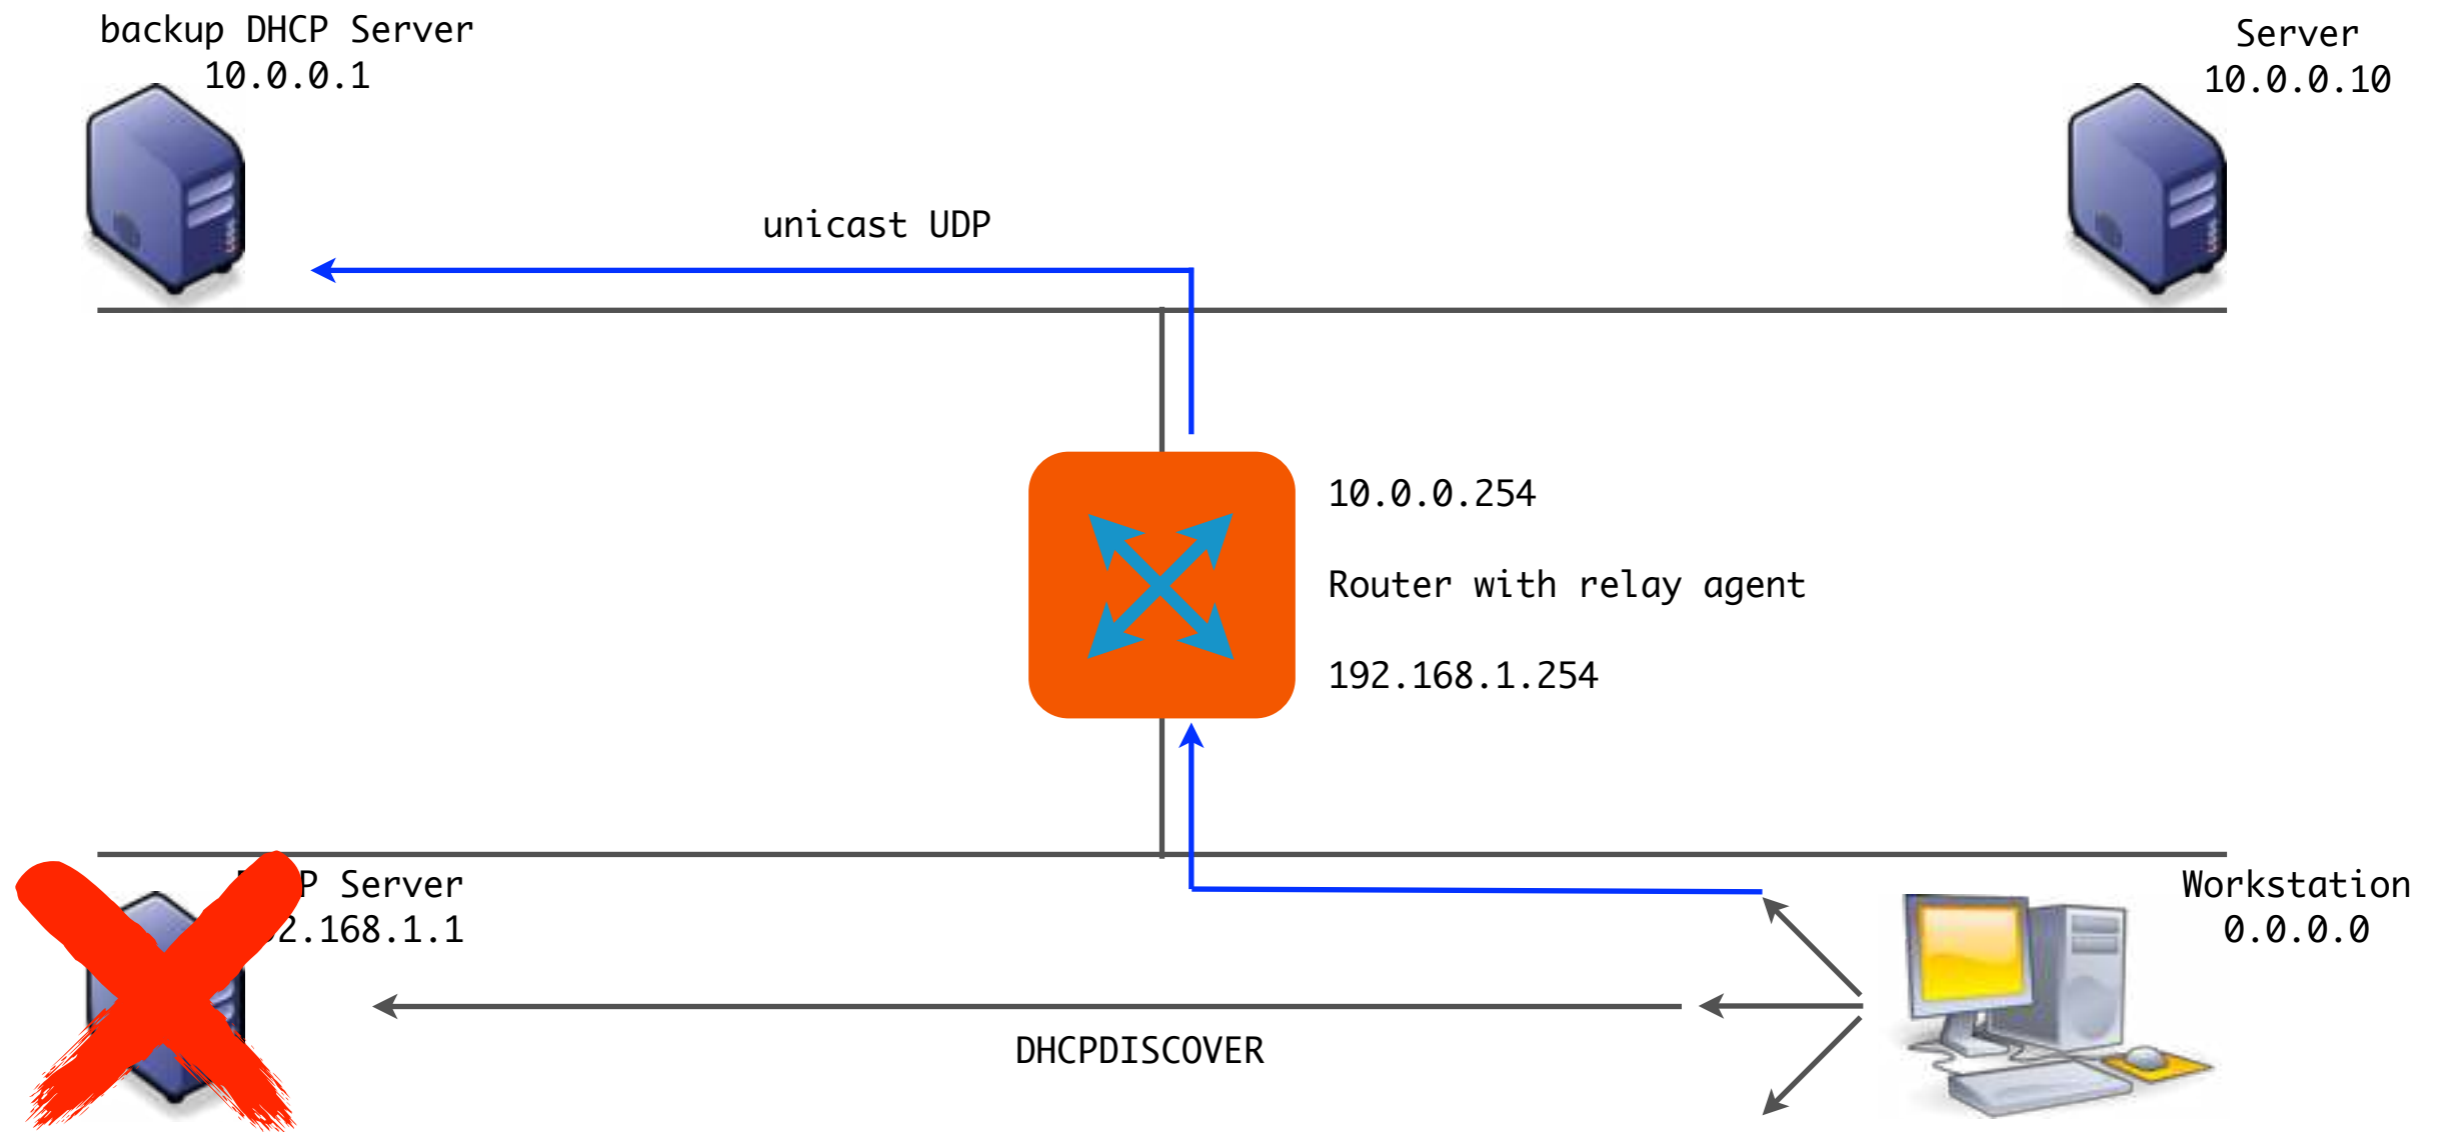 backup DHCP Server
10.0.0.1
Server
10.0.0.10
unicast UDP
10.0.0.254
Router with relay agent
192.168.1.254
P Server
2.168.1.1
Workstation
0.0.0.0
DHCPDISCOVER